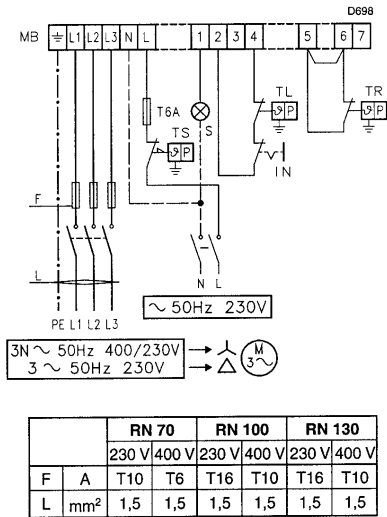 D698
MB ⏚ L1 L2 L3 N L 1 2 3 4 5 6 7
T6A
S
TS
ϑ P
TL
ϑ P
TR
ϑ P
IN
F
L
N L
∼ 50Hz 230V
PE L1 L2 L3
3N ∼ 50Hz 400/230V
3 ∼ 50Hz 230V
M
3∼
RN 70 RN 100 RN 130
230 V 400 V 230 V 400 V 230 V 400 V
F A T10 T6 T16 T10 T16 T10
L mm² 1,5 1,5 1,5 1,5 1,5 1,5